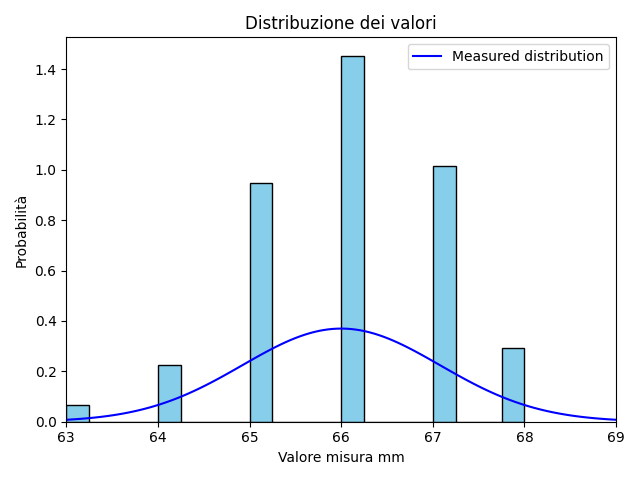 Distribuzione dei valori
Measured distribution
1.4
1.2
1.0
0.8
0.6
0.4
0.2
0.0
Probabilità
63 64 65 66 67 68 69
Valore misura mm